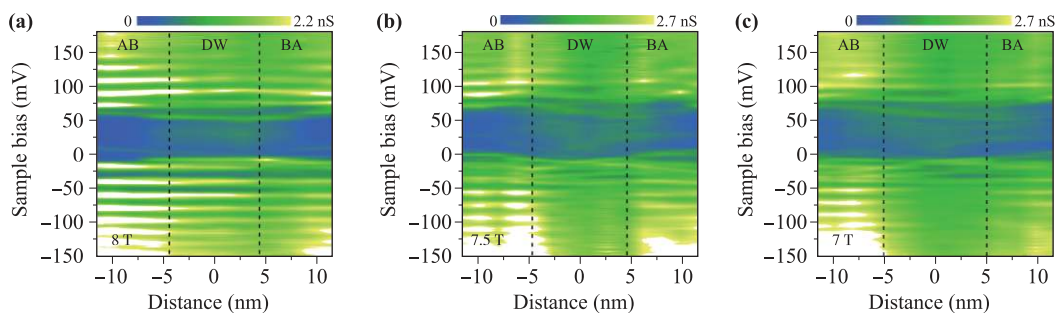 (a) 0 2.2 nS
AB DW BA
150
100
50
0
−50
−100
−150
Sample bias (mV)
8 T
−10 −5 0 5 10
Distance (nm)
(b) 0 2.7 nS
AB DW BA
150
100
50
0
−50
−100
−150
Sample bias (mV)
7.5 T
−10 −5 0 5 10
Distance (nm)
(c) 0 2.7 nS
AB DW BA
150
100
50
0
−50
−100
−150
Sample bias (mV)
7 T
−10 −5 0 5 10
Distance (nm)